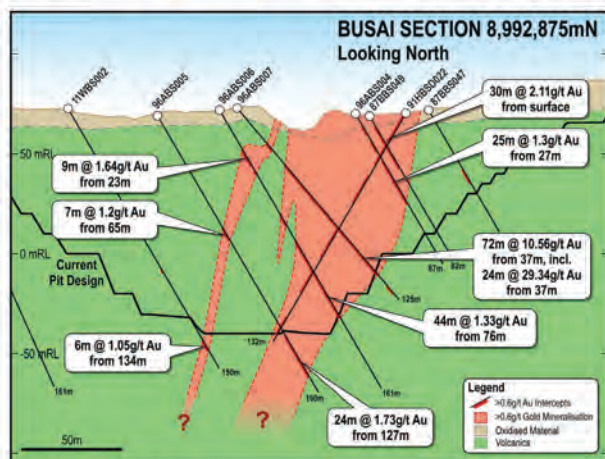 BUSAI SECTION 8,992,875mN
Looking North
11WBS002
96ABS005
96ABS006
96ABS007
96ABS004
87BBS048
91HBSD022
87BBS047
30m @ 2.11g/t Au
from surface
25m @ 1.3g/t Au
from 27m
9m @ 1.64g/t Au
from 23m
7m @ 1.2g/t Au
from 65m
72m @ 10.56g/t Au
from 37m, incl.
24m @ 29.34g/t Au
from 37m
44m @ 1.33g/t Au
from 76m
6m @ 1.05g/t Au
from 134m
24m @ 1.73g/t Au
from 127m
50 mRL
0 mRL
-50 mRL
Current
Pit Design
87m
82m
125m
132m
150m
161m
161m
?
?
50m
Legend
>0.6g/t Au Intercepts
>0.6g/t Gold Mineralisation
Oxidised Material
Volcanics